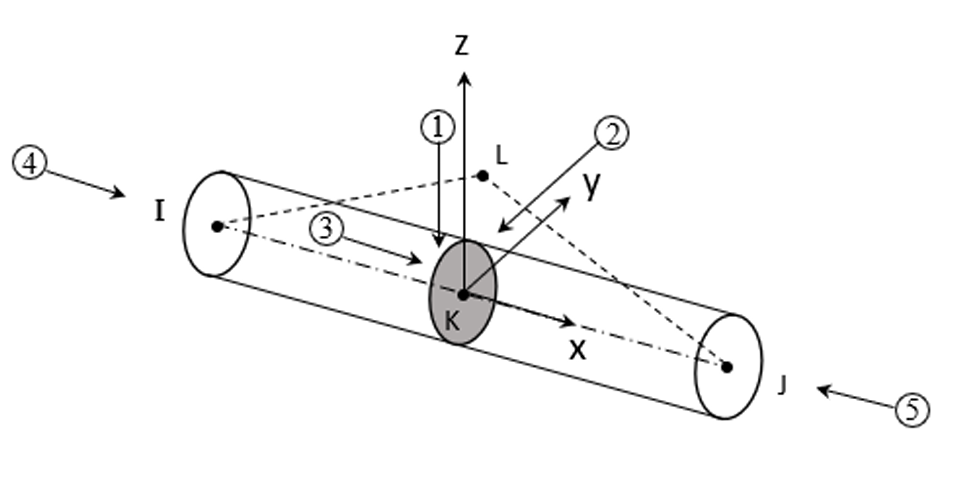 z
①
②
L
④
y
I
③
K
x
J
⑤